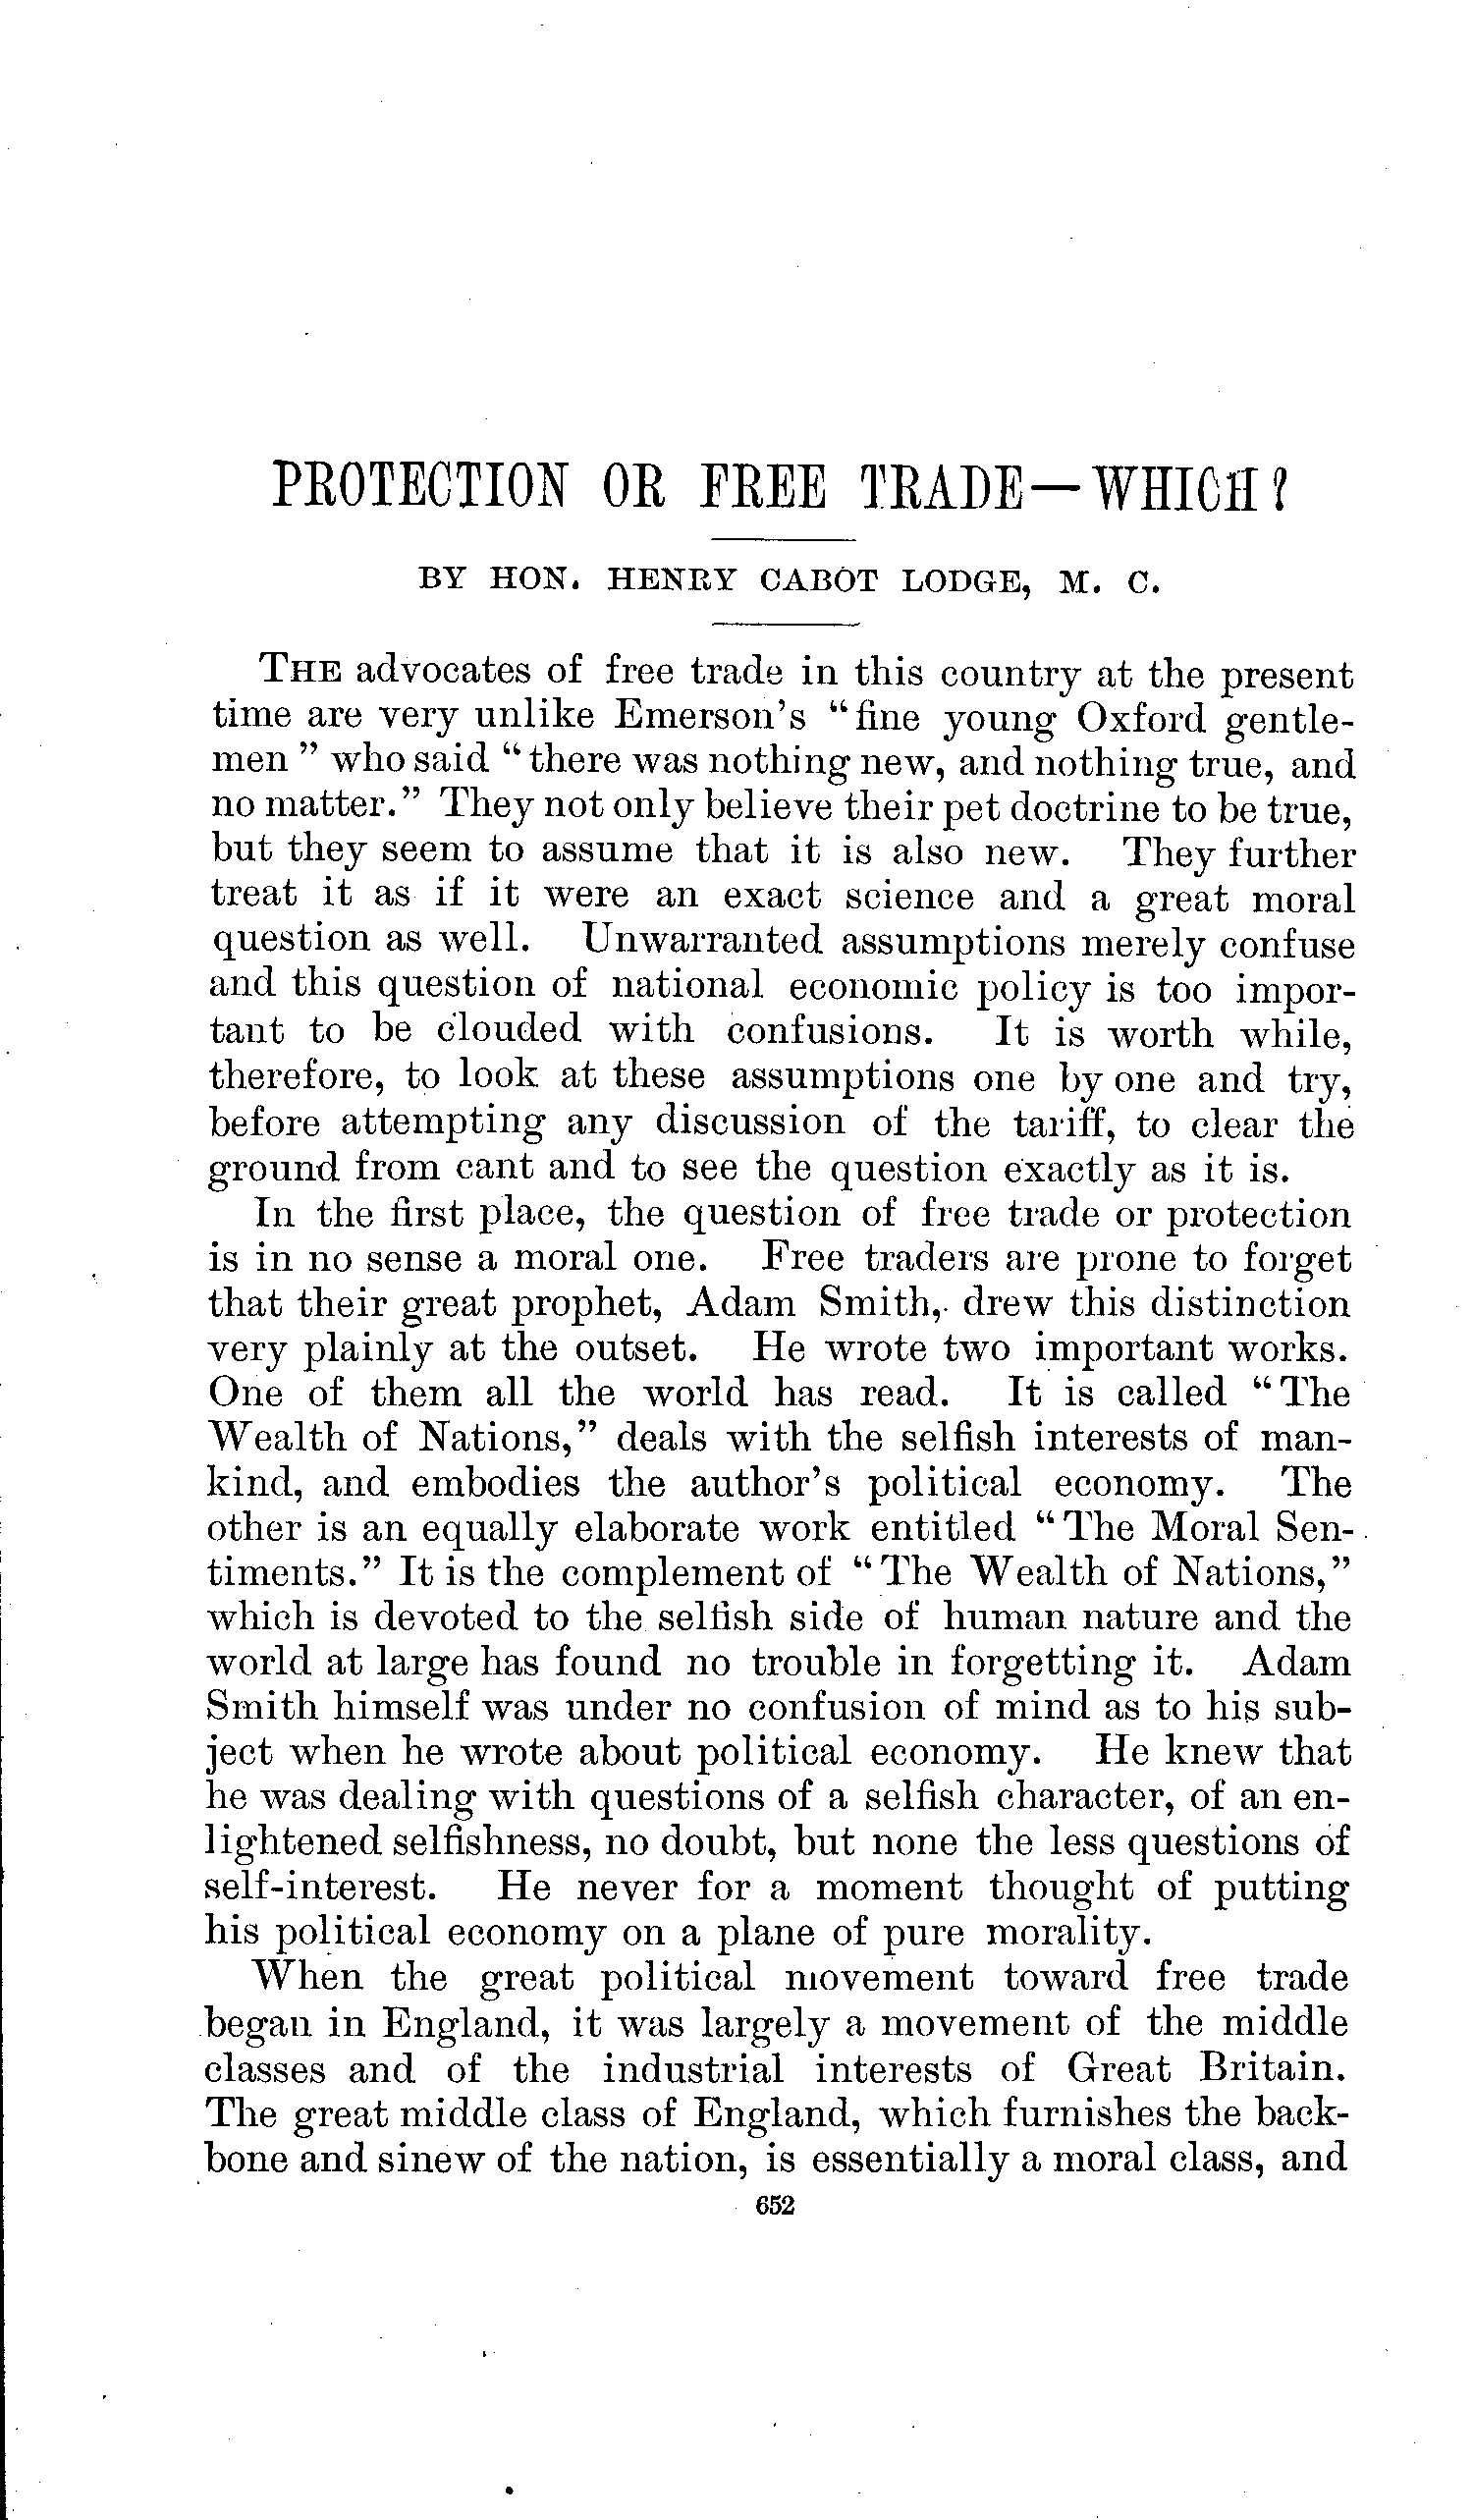 PROTECTION OR FREE TRADE—WHICH?
BY HON. HENRY CABOT LODGE, M. C.
THE advocates of free trade in this country at the present
time are very unlike Emerson's "fine young Oxford gentle-
men" who said "there was nothing new, and nothing true, and
no matter." They not only believe their pet doctrine to be true,
but they seem to assume that it is also new. They further
treat it as if it were an exact science and a great moral
question as well. Unwarranted assumptions merely confuse
and this question of national economic policy is too impor-
tant to be clouded with confusions. It is worth while,
therefore, to look at these assumptions one by one and try,
before attempting any discussion of the tariff, to clear the
ground from cant and to see the question exactly as it is.
In the first place, the question of free trade or protection
is in no sense a moral one. Free traders are prone to forget
that their great prophet, Adam Smith, drew this distinction
very plainly at the outset. He wrote two important works.
One of them all the world has read. It is called "The
Wealth of Nations," deals with the selfish interests of man-
kind, and embodies the author's political economy. The
other is an equally elaborate work entitled "The Moral Sen-
timents." It is the complement of "The Wealth of Nations,"
which is devoted to the selfish side of human nature and the
world at large has found no trouble in forgetting it. Adam
Smith himself was under no confusion of mind as to his sub-
ject when he wrote about political economy. He knew that
he was dealing with questions of a selfish character, of an en-
lightened selfishness, no doubt, but none the less questions of
self-interest. He never for a moment thought of putting
his political economy on a plane of pure morality.
When the great political movement toward free trade
began in England, it was largely a movement of the middle
classes and of the industrial interests of Great Britain.
The great middle class of England, which furnishes the back-
bone and sinew of the nation, is essentially a moral class, and
652